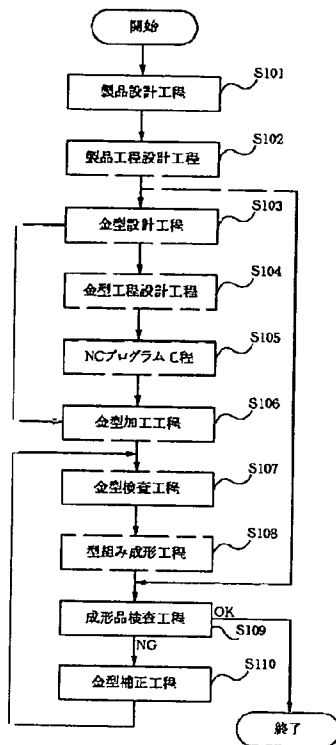 開始
S101
製品設計工程
S102
製品工程設計工程
S103
金型設計工程
S104
金型工程設計工程
S105
NCプログラム工程
S106
金型加工工程
S107
金型検査工程
S108
型組み成形工程
成形品検査工程
OK
S109
NG
S110
金型補正工程
終了